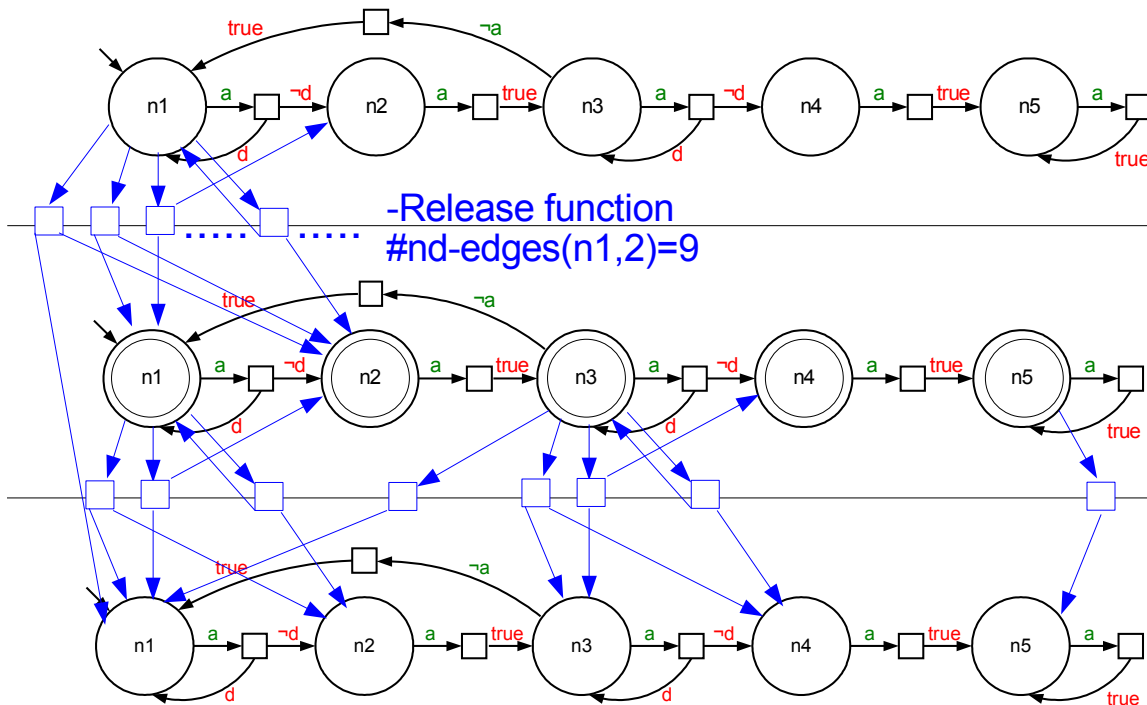 true ¬a
n1 a ¬d n2 a true n3 a ¬d n4 a true n5 a
d d true
-Release function
..... ..... #nd-edges(n1,2)=9
true ¬a
n1 a ¬d n2 a true n3 a ¬d n4 a true n5 a
d d true
true ¬a
n1 a ¬d n2 a true n3 a ¬d n4 a true n5 a
d d true